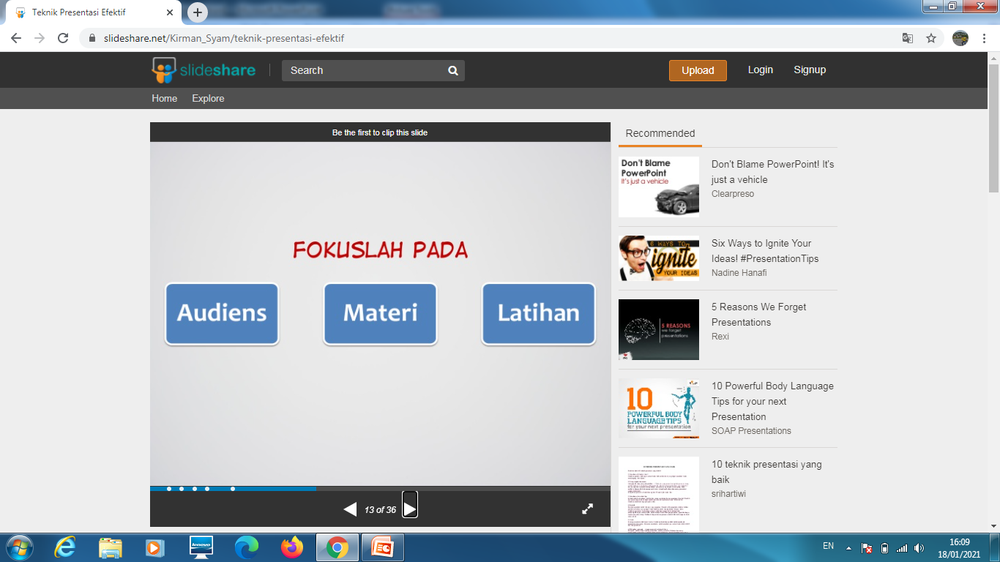 Teknik Presentasi Efektif
slideshare.net/Kirman_Syam/teknik-presentasi-efektif
slideshare
Search
Upload
Login
Signup
Home
Explore
Be the first to clip this slide
FOKUSLAH PADA
Audiens
Materi
Latihan
13 of 36
Recommended
Don't Blame
PowerPoint
It's just a vehicle
Don't Blame PowerPoint! It's
just a vehicle
Clearpreso
6 WAYS TO
ignite
YOUR IDEAS
Six Ways to Ignite Your
Ideas! #PresentationTips
Nadine Hanafi
5 REASONS
we forget
presentations
5 Reasons We Forget
Presentations
Rexi
10
POWERFUL BODY
LANGUAGE TIPS
for your next presentation
10 Powerful Body Language
Tips for your next
Presentation
SOAP Presentations
10 teknik presentasi yang
baik
srihartiwi
lenovo
EN
16:09
18/01/2021